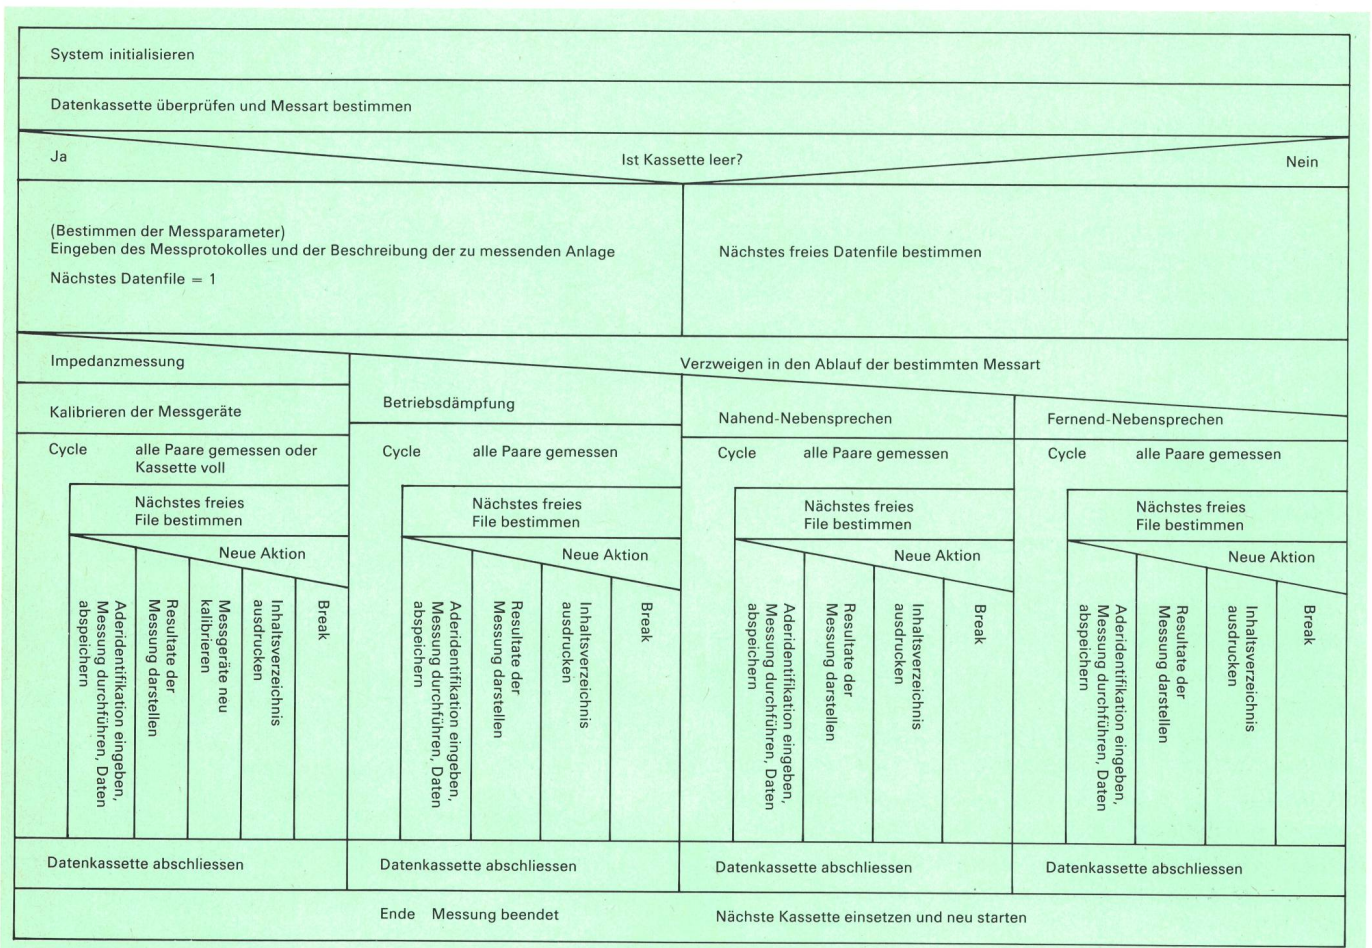 System initialisieren
Datenkassette überprüfen und Messart bestimmen
Ja
Ist Kassette leer?
Nein
(Bestimmen der Messparameter)
Eingeben des Messprotokolles und der Beschreibung der zu messenden Anlage
Nächstes Datenfile = 1
Nächstes freies Datenfile bestimmen
Verzweigen in den Ablauf der bestimmten Messart
Impedanzmessung
Kalibrieren der Messgeräte
Cycle alle Paare gemessen oder
Kassette voll
Nächstes freies
File bestimmen
Neue Aktion
Aderidentifikation eingeben,
Messung durchführen, Daten
abspeichern
Resultate der
Messung darstellen
Messgeräte neu
kalibrieren
Inhaltsverzeichnis
ausdrucken
Break
Datenkassette abschliessen
Betriebsdämpfung
Cycle alle Paare gemessen
Nächstes freies
File bestimmen
Neue Aktion
Aderidentifikation eingeben,
Messung durchführen, Daten
abspeichern
Resultate der
Messung darstellen
Inhaltsverzeichnis
ausdrucken
Break
Datenkassette abschliessen
Nahend-Nebensprechen
Cycle alle Paare gemessen
Nächstes freies
File bestimmen
Neue Aktion
Aderidentifikation eingeben,
Messung durchführen, Daten
abspeichern
Resultate der
Messung darstellen
Inhaltsverzeichnis
ausdrucken
Break
Datenkassette abschliessen
Fernend-Nebensprechen
Cycle alle Paare gemessen
Nächstes freies
File bestimmen
Neue Aktion
Aderidentifikation eingeben,
Messung durchführen, Daten
abspeichern
Resultate der
Messung darstellen
Inhaltsverzeichnis
ausdrucken
Break
Datenkassette abschliessen
Ende Messung beendet
Nächste Kassette einsetzen und neu starten